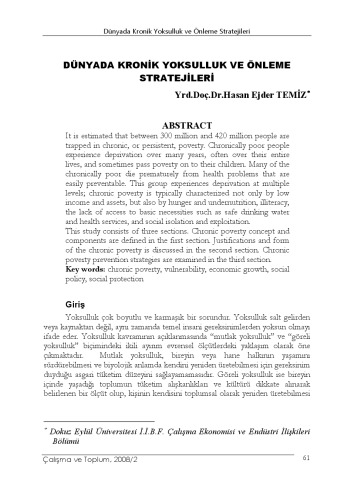 Dünyada Kronik Yoksulluk ve Önleme Stratejileri
DÜNYADA KRONİK YOKSULLUK VE ÖNLEME
STRATEJİLERİ
Yrd.Doç.Dr.Hasan Ejder TEMİZ*
ABSTRACT
It is estimated that between 300 million and 420 million people are
trapped in chronic, or persistent, poverty. Chronically poor people
experience deprivation over many years, often over their entire
lives, and sometimes pass poverty on to their children. Many of the
chronically poor die prematurely from health problems that are
easily preventable. This group experiences deprivation at multiple
levels; chronic poverty is typically characterized not only by low
income and assets, but also by hunger and undernutrition, illiteracy,
the lack of access to basic necessities such as safe drinking water
and health services, and social isolation and exploitation.
This study consists of three sections. Chronic poverty concept and
components are defined in the first section. Justifications and form
of the chronic poverty is discussed in the second section. Chronic
poverty prevention strategies are examined in the third section.
Key words: chronic poverty, vulnerability, economic growth, social
policy, social protection
Giriş
Yoksulluk çok boyutlu ve karmaşık bir sorundur. Yoksulluk salt gelirden
veya kaynaktan değil, aynı zamanda temel insani gereksinimlerden yoksun olmayı
ifade eder. Yoksulluk kavramının açıklanmasında “mutlak yoksulluk” ve “göreli
yoksulluk” biçimindeki ikili ayırım evrensel ölçütlerdeki yaklaşım olarak öne
çıkmaktadır. Mutlak yoksulluk, bireyin veya hane halkının yaşamını
sürdürebilmesi ve biyolojik anlamda kendini yeniden üretebilmesi için gereksinim
duyduğu asgari tüketim düzeyini sağlayamamasıdır. Göreli yoksulluk ise bireyin
içinde yaşadığı toplumun tüketim alışkanlıkları ve kültürü dikkate alınarak
belirlenen bir ölçüt olup, kişinin kendisini toplumsal olarak yeniden üretebilmesi
* Dokuz Eylül Üniversitesi İ.İ.B.F. Çalışma Ekonomisi ve Endüstri İlişkileri
Bölümü
Çalışma ve Toplum, 2008/2 61